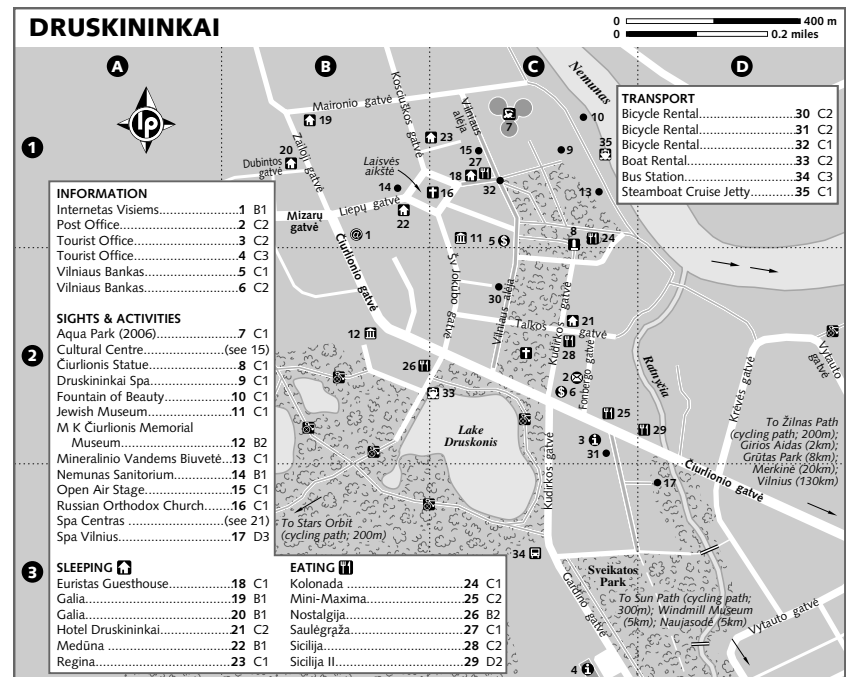 DRUSKININKAI
0 400 m
0 0.2 miles
A B C D
1
2
3
lp
TRANSPORT
Bicycle Rental 30 C2
Bicycle Rental 31 C2
Bicycle Rental 32 C1
Boat Rental 33 C2
Bus Station 34 C3
Steamboat Cruise Jetty 35 C1
INFORMATION
Internetas Visiems 1 B1
Post Office 2 C2
Tourist Office 3 C2
Tourist Office 4 C3
Vilniaus Bankas 5 C1
Vilniaus Bankas 6 C2
SIGHTS & ACTIVITIES
Aqua Park (2006) 7 C1
Cultural Centre (see 15)
Čiurlionis Statue 8 C1
Druskininkai Spa 9 C1
Fountain of Beauty 10 C1
Jewish Museum 11 C1
M K Čiurlionis Memorial
Museum 12 B2
Mineralinio Vandems Biuvetė 13 C1
Nemunas Sanitorium 14 B1
Open Air Stage 15 C1
Russian Orthodox Church 16 C1
Spa Centras (see 21)
Spa Vilnius 17 D3
SLEEPING
Euristas Guesthouse 18 C1
Galia 19 B1
Galia 20 B1
Hotel Druskininkai 21 C2
Medūna 22 B1
Regina 23 C1
EATING
Kolonada 24 C1
Mini-Maxima 25 C2
Nostalgija 26 B2
Saulėgrąža 27 C1
Sicilija 28 C2
Sicilija II 29 D2
Nemunas
Maironio gatvė
Kosciuškos gatvė
Vilniaus
alėja
Zalioji gatvė
Dubintos
gatvė
Laisvės
aikštė
Liepų gatvė
Mizarų
gatvė
Čiurlionio gatvė
Šv Jokūbo gatvė
Vilniaus alėja
Taikos
gatvė
Kudirkos gatvė
Fonbergo gatvė
Ratnyčia
Krėvės gatvė
Vytauto
gatvė
Lake
Druskonis
To Žilnas Path
(cycling path; 200m);
Girios Aidas (2km);
Grūtas Park (8km);
Merkinė (20km);
Vilnius (130km)
Čiurlionio gatvė
Kudirkos gatvė
To Stars Orbit
(cycling path; 200m)
Sveikatos
Park
Gardino gatvė
To Sun Path (cycling path;
300m); Windmill Museum
(5km); Naujasodė (5km)
Vytauto gatvė
19
20
23
7
10
9
35
15
27
18
32
13
14
16
22
@ 1
11
5 $
8
24
30
12
21
28
26
2
$ 6
33
25
29
3 i
31
17
34
4 i